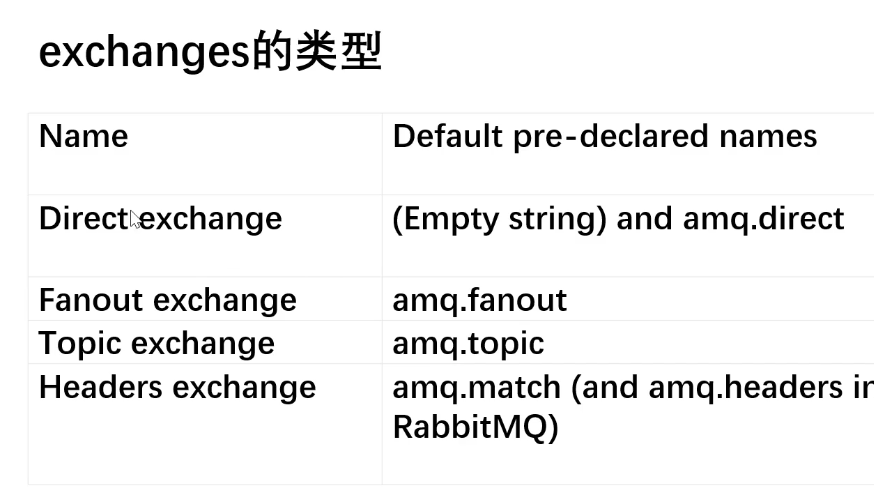 exchanges的类型
Name
Default pre-declared names
Direct exchange
(Empty string) and amq.direct
Fanout exchange
amq.fanout
Topic exchange
amq.topic
Headers exchange
amq.match (and amq.headers in
RabbitMQ)